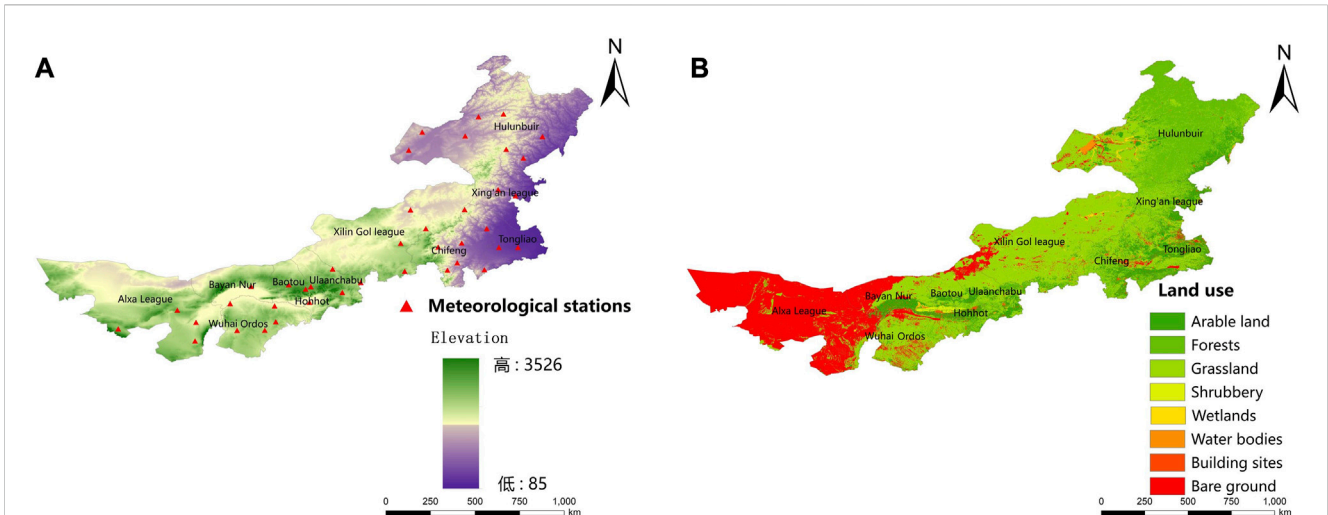 A
N
Hulunbuir
Xing'an league
Xilin Gol league
Tongliao
Chifeng
Baotou Ulaanchabu
Bayan Nur
Alxa League
Hohhot
Wuhai Ordos
Meteorological stations
Elevation
高 : 3526
低 : 85
0 250 500 750 1,000
km
B
N
Hulunbuir
Xing'an league
Xilin Gol league
Tongliao
Chifeng
Baotou Ulaanchabu
Bayan Nur
Alxa League
Hohhot
Wuhai Ordos
Land use
Arable land
Forests
Grassland
Shrubbery
Wetlands
Water bodies
Building sites
Bare ground
0 250 500 750 1,000
km